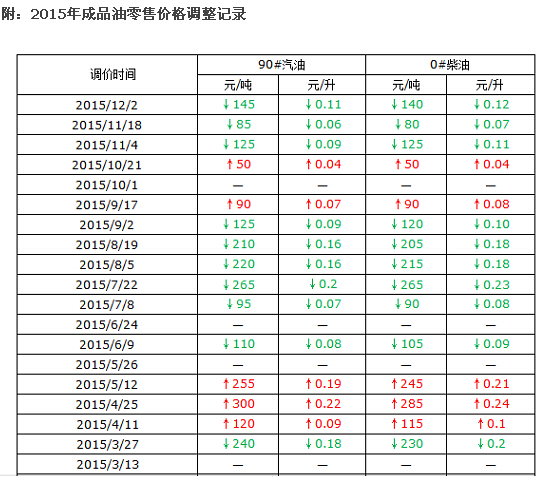 附：2015年成品油零售价格调整记录
调价时间 90#汽油 0#柴油
元/吨 元/升 元/吨 元/升
2015/12/2 ↓145 ↓0.11 ↓140 ↓0.12
2015/11/18 ↓85 ↓0.06 ↓80 ↓0.07
2015/11/4 ↓125 ↓0.09 ↓125 ↓0.11
2015/10/21 ↑50 ↑0.04 ↑50 ↑0.04
2015/10/1 — — — —
2015/9/17 ↑90 ↑0.07 ↑90 ↑0.08
2015/9/2 ↓125 ↓0.09 ↓120 ↓0.10
2015/8/19 ↓210 ↓0.16 ↓205 ↓0.18
2015/8/5 ↓220 ↓0.16 ↓215 ↓0.18
2015/7/22 ↓265 ↓0.2 ↓265 ↓0.23
2015/7/8 ↓95 ↓0.07 ↓90 ↓0.08
2015/6/24 — — — —
2015/6/9 ↓110 ↓0.08 ↓105 ↓0.09
2015/5/26 — — — —
2015/5/12 ↑255 ↑0.19 ↑245 ↑0.21
2015/4/25 ↑300 ↑0.22 ↑285 ↑0.24
2015/4/11 ↑120 ↑0.09 ↑115 ↑0.1
2015/3/27 ↓240 ↓0.18 ↓230 ↓0.2
2015/3/13 — — — —